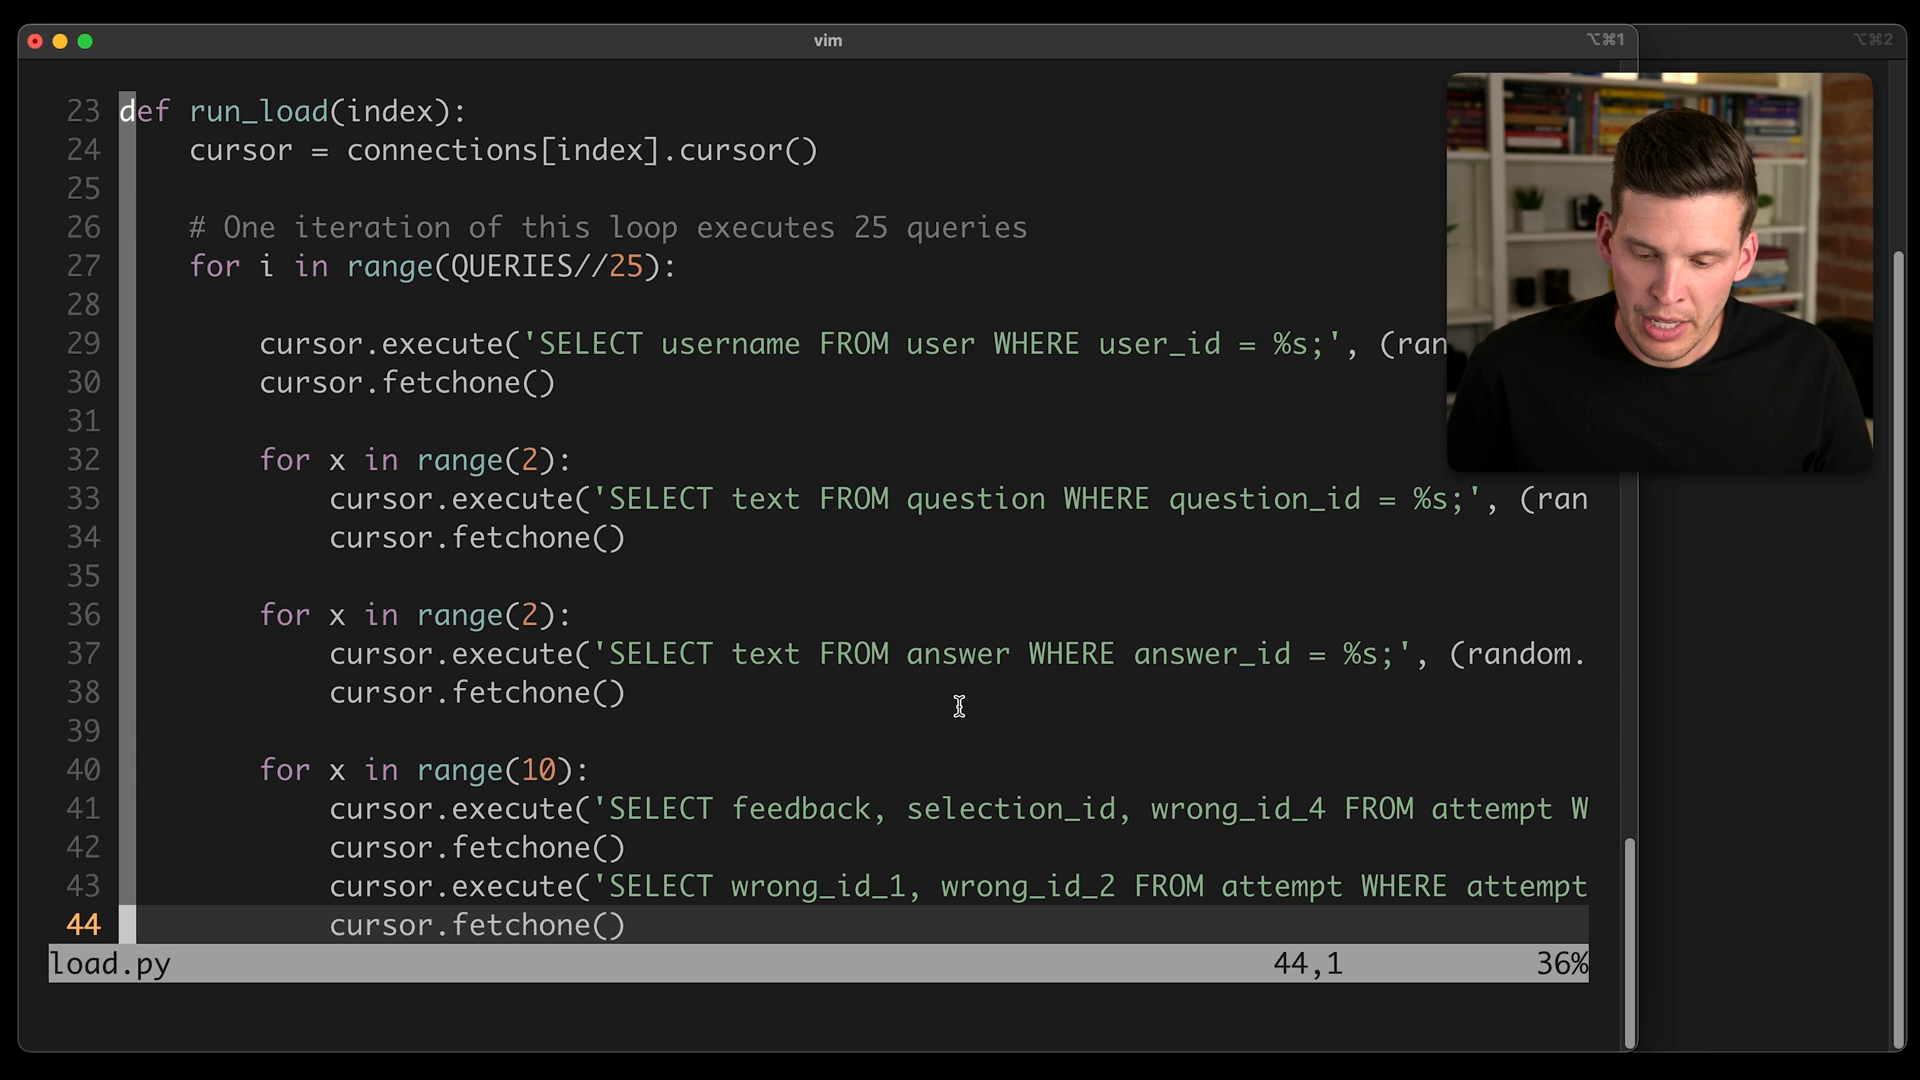 vim
⌥⌘1
⌥⌘2
23 def run_load(index):
24     cursor = connections[index].cursor()
25
26     # One iteration of this loop executes 25 queries
27     for i in range(QUERIES//25):
28
29         cursor.execute('SELECT username FROM user WHERE user_id = %s;', (ran
30         cursor.fetchone()
31
32         for x in range(2):
33             cursor.execute('SELECT text FROM question WHERE question_id = %s;', (ran
34             cursor.fetchone()
35
36         for x in range(2):
37             cursor.execute('SELECT text FROM answer WHERE answer_id = %s;', (random.
38             cursor.fetchone()
39
40         for x in range(10):
41             cursor.execute('SELECT feedback, selection_id, wrong_id_4 FROM attempt W
42             cursor.fetchone()
43             cursor.execute('SELECT wrong_id_1, wrong_id_2 FROM attempt WHERE attempt
44             cursor.fetchone()
load.py 44,1 36%